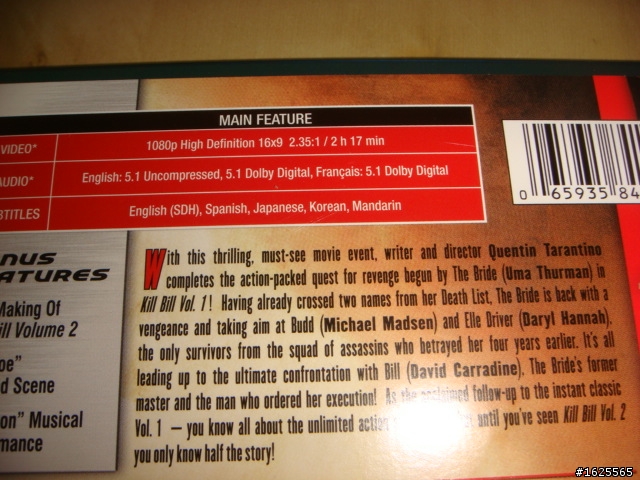 MAIN FEATURE
VIDEO* 1080p High Definition 16x9 2.35:1 / 2 h 17 min
AUDIO* English: 5.1 Uncompressed, 5.1 Dolby Digital, Français: 5.1 Dolby Digital
BTITLES English (SDH), Spanish, Japanese, Korean, Mandarin
0 65935 84
NUS
ATURES
Making Of
ill Volume 2
oe"
d Scene
on" Musical
mance
With this thrilling, must-see movie event, writer and director Quentin Tarantino
completes the action-packed quest for revenge begun by The Bride (Uma Thurman) in
Kill Bill Vol. 1! Having already crossed two names from her Death List, The Bride is back with a
vengeance and taking aim at Budd (Michael Madsen) and Elle Driver (Daryl Hannah),
the only survivors from the squad of assassins who betrayed her four years earlier. It's all
leading up to the ultimate confrontation with Bill (David Carradine), The Bride's former
master and the man who ordered her execution! As the acclaimed follow-up to the instant classic
Vol. 1 — you know all about the unlimited action until you've seen Kill Bill Vol. 2
you only know half the story!
#1625565